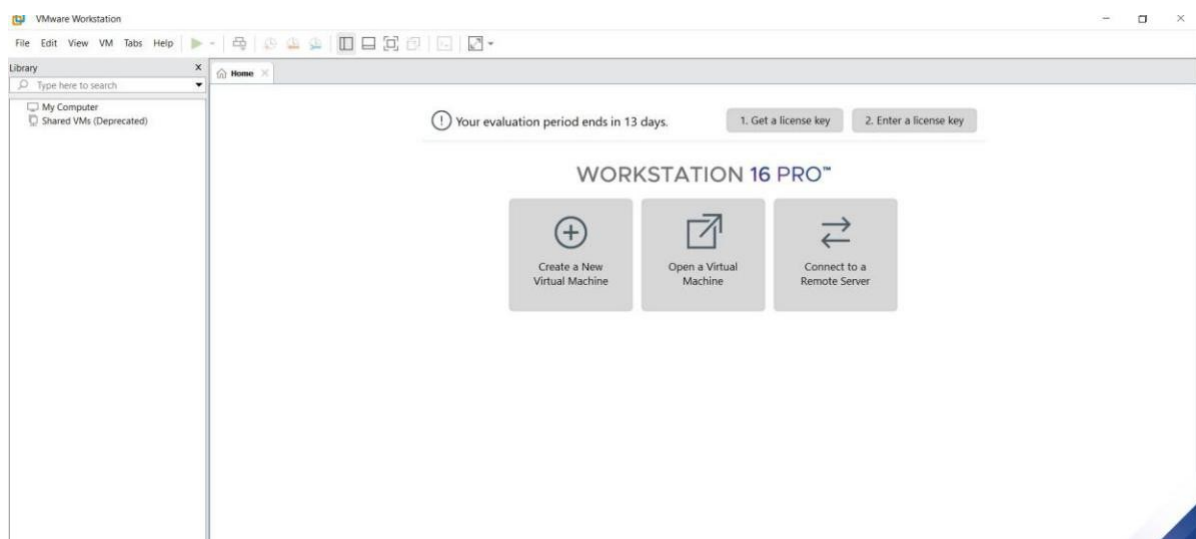 VMware Workstation
File Edit View VM Tabs Help
Library
Home
Type here to search
My Computer
Shared VMs (Deprecated)
Your evaluation period ends in 13 days.
1. Get a license key
2. Enter a license key
WORKSTATION 16 PRO™
Create a New
Virtual Machine
Open a Virtual
Machine
Connect to a
Remote Server